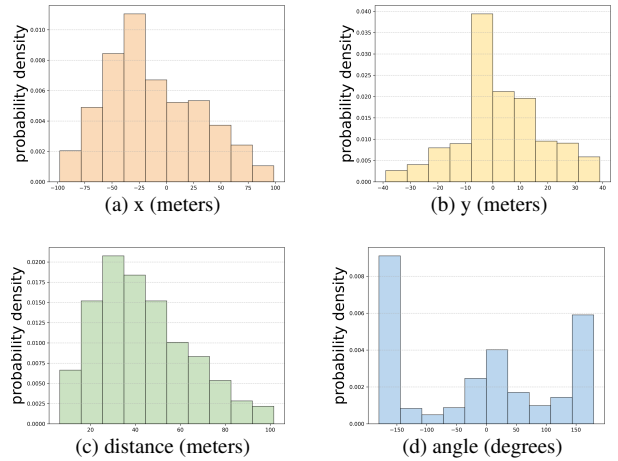 probability density
0.010
0.008
0.006
0.004
0.002
0.000
−100 −75 −50 −25 0 25 50 75 100
(a) x (meters)
probability density
0.040
0.035
0.030
0.025
0.020
0.015
0.010
0.005
0.000
−40 −30 −20 −10 0 10 20 30 40
(b) y (meters)
probability density
0.0200
0.0175
0.0150
0.0125
0.0100
0.0075
0.0050
0.0025
0.0000
20 40 60 80 100
(c) distance (meters)
probability density
0.008
0.006
0.004
0.002
0.000
−150 −100 −50 0 50 100 150
(d) angle (degrees)